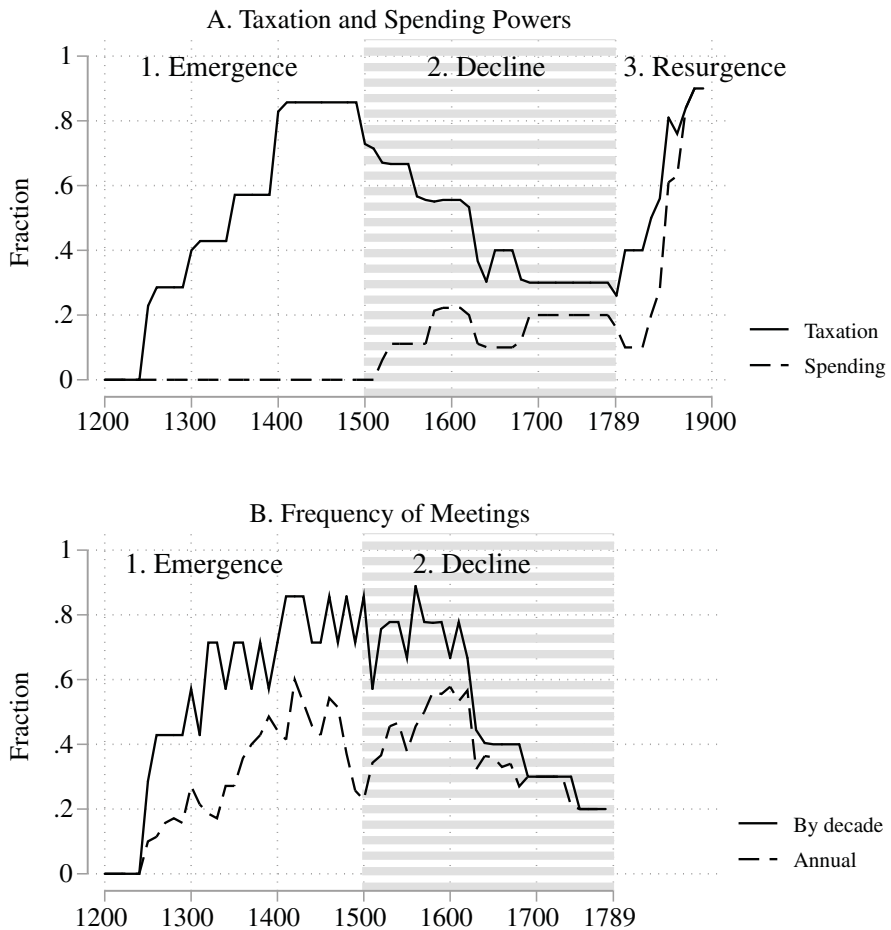 A. Taxation and Spending Powers
1. Emergence 2. Decline 3. Resurgence
1
.8
.6
.4
.2
0
Fraction
1200 1300 1400 1500 1600 1700 1789 1900
Taxation
Spending
B. Frequency of Meetings
1. Emergence 2. Decline
1
.8
.6
.4
.2
0
Fraction
1200 1300 1400 1500 1600 1700 1789
By decade
Annual